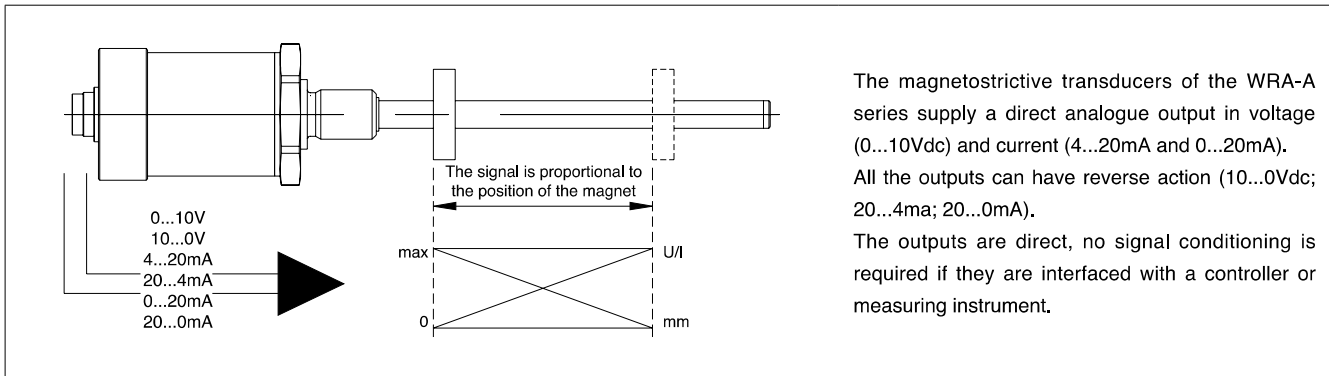 The signal is proportional to
the position of the magnet
0...10V
10...0V
4...20mA
20...4mA
0...20mA
20...0mA
max
U/I
0
mm
The magnetostrictive transducers of the WRA-A
series supply a direct analogue output in voltage
(0...10Vdc) and current (4...20mA and 0...20mA).
All the outputs can have reverse action (10...0Vdc;
20...4ma; 20...0mA).
The outputs are direct, no signal conditioning is
required if they are interfaced with a controller or
measuring instrument.